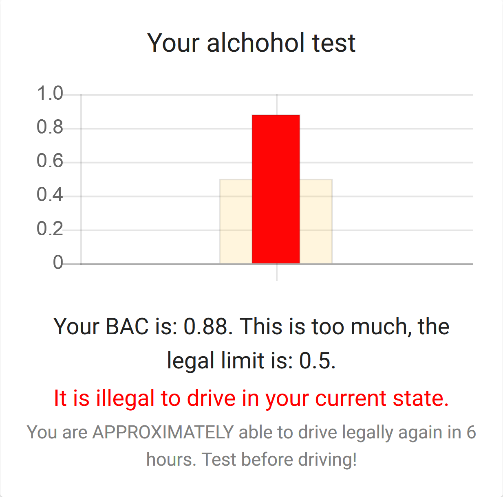 Your alchohol test
1.0
0.8
0.6
0.4
0.2
0
Your BAC is: 0.88. This is too much, the
legal limit is: 0.5.
It is illegal to drive in your current state.
You are APPROXIMATELY able to drive legally again in 6
hours. Test before driving!